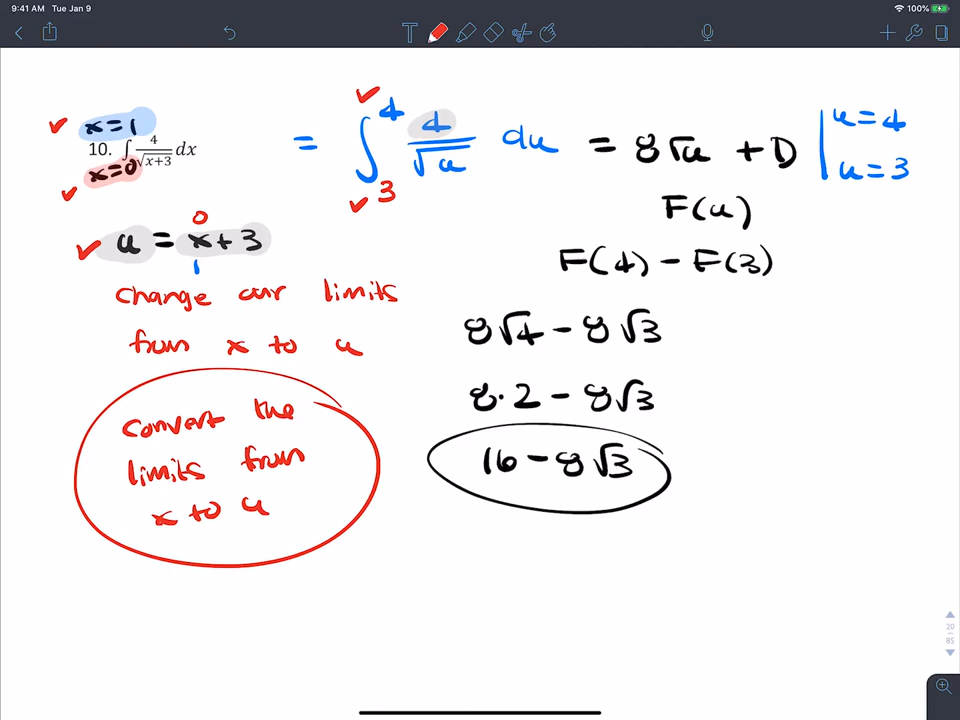 9:41 AM Tue Jan 9
100%
T
x=1
10. ∫ 4/√(x+3) dx
x=0
= ∫ 4 3 4/√u du = 8√u + D | u=4 u=3
F(u)
F(4) - F(3)
0
u = x+3
1
change our limits
from x to u
8√4 - 8√3
8·2 - 8√3
16 - 8√3
convert the
limits from
x to u
20
85